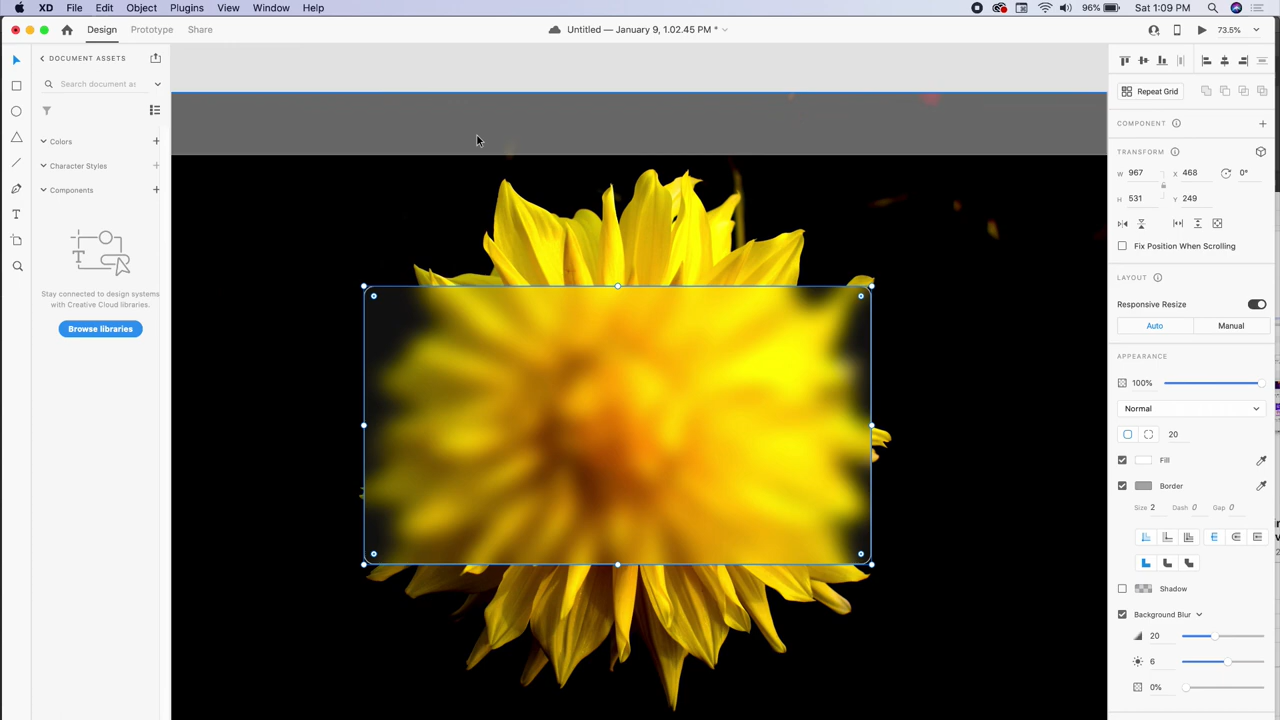 XD File Edit Object Plugins View Window Help 96% Sat 1:09 PM
Design Prototype Share Untitled — January 9, 1.02.45 PM * 73.5%
DOCUMENT ASSETS
Search document as
Colors
Character Styles
Components
Stay connected to design systems
with Creative Cloud libraries.
Browse libraries
Repeat Grid
COMPONENT
TRANSFORM
W 967 X 468 0°
H 531 Y 249
Fix Position When Scrolling
LAYOUT
Responsive Resize
Auto Manual
APPEARANCE
100%
Normal
20
Fill
Border
Size 2 Dash 0 Gap 0
Shadow
Background Blur
20
6
0%